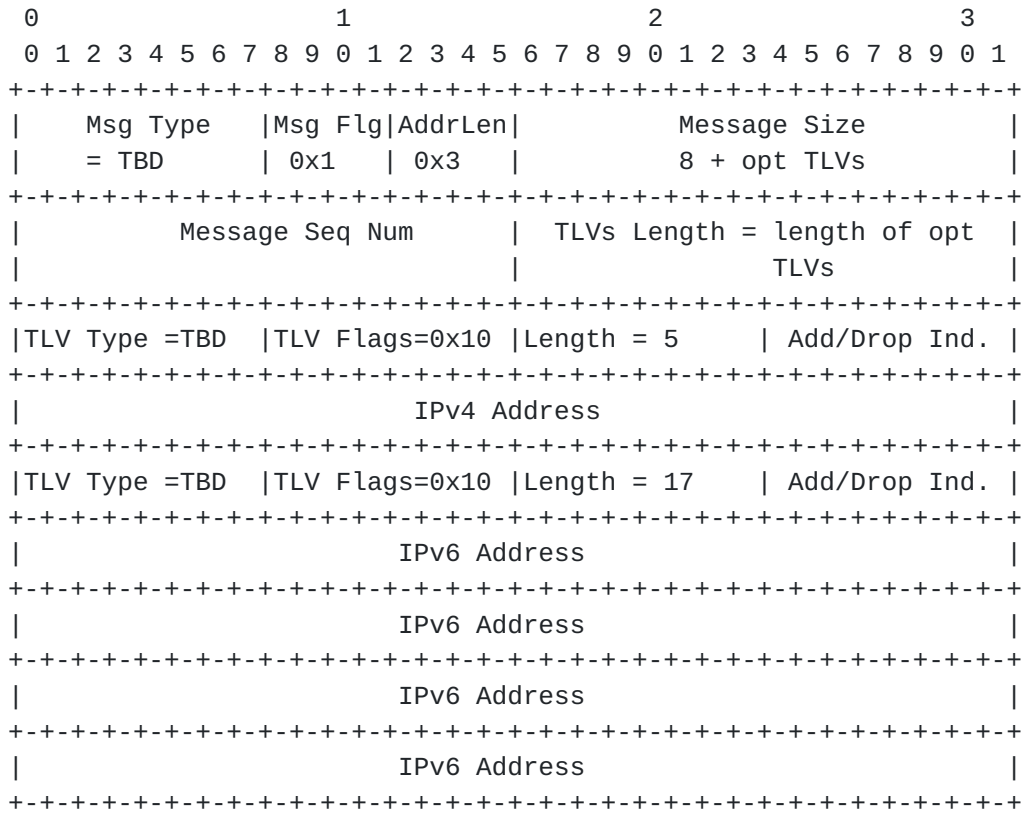 0                   1                   2                   3
 0 1 2 3 4 5 6 7 8 9 0 1 2 3 4 5 6 7 8 9 0 1 2 3 4 5 6 7 8 9 0 1
+-+-+-+-+-+-+-+-+-+-+-+-+-+-+-+-+-+-+-+-+-+-+-+-+-+-+-+-+-+-+-+-+
|    Msg Type   |Msg Flg|AddrLen|          Message Size         |
|    = TBD      | 0x1   | 0x3   |          8 + opt TLVs         |
+-+-+-+-+-+-+-+-+-+-+-+-+-+-+-+-+-+-+-+-+-+-+-+-+-+-+-+-+-+-+-+-+
|          Message Seq Num      |  TLVs Length = length of opt  |
|                               |                TLVs           |
+-+-+-+-+-+-+-+-+-+-+-+-+-+-+-+-+-+-+-+-+-+-+-+-+-+-+-+-+-+-+-+-+
|TLV Type =TBD  |TLV Flags=0x10 |Length = 5     | Add/Drop Ind. |
+-+-+-+-+-+-+-+-+-+-+-+-+-+-+-+-+-+-+-+-+-+-+-+-+-+-+-+-+-+-+-+-+
|                         IPv4 Address                          |
+-+-+-+-+-+-+-+-+-+-+-+-+-+-+-+-+-+-+-+-+-+-+-+-+-+-+-+-+-+-+-+-+
|TLV Type =TBD  |TLV Flags=0x10 |Length = 17    | Add/Drop Ind. |
+-+-+-+-+-+-+-+-+-+-+-+-+-+-+-+-+-+-+-+-+-+-+-+-+-+-+-+-+-+-+-+-+
|                        IPv6 Address                           |
+-+-+-+-+-+-+-+-+-+-+-+-+-+-+-+-+-+-+-+-+-+-+-+-+-+-+-+-+-+-+-+-+
|                        IPv6 Address                           |
+-+-+-+-+-+-+-+-+-+-+-+-+-+-+-+-+-+-+-+-+-+-+-+-+-+-+-+-+-+-+-+-+
|                        IPv6 Address                           |
+-+-+-+-+-+-+-+-+-+-+-+-+-+-+-+-+-+-+-+-+-+-+-+-+-+-+-+-+-+-+-+-+
|                        IPv6 Address                           |
+-+-+-+-+-+-+-+-+-+-+-+-+-+-+-+-+-+-+-+-+-+-+-+-+-+-+-+-+-+-+-+-+